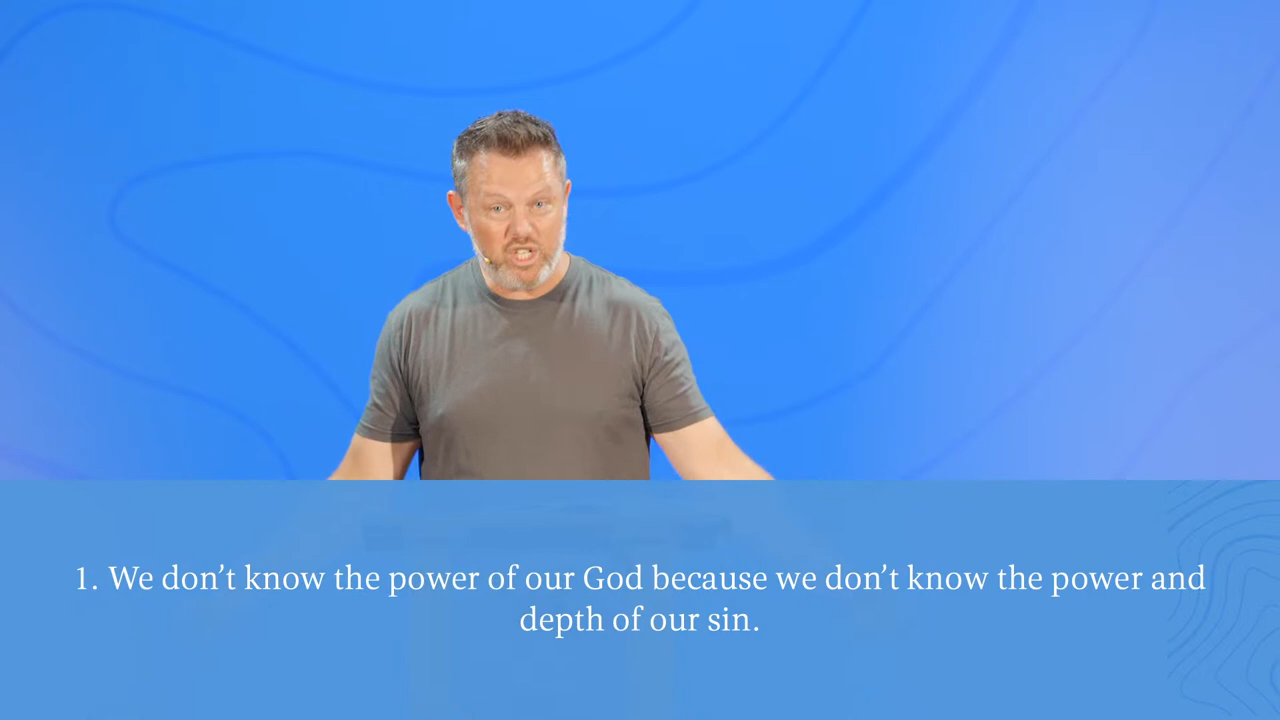 1. We don’t know the power of our God because we don’t know the power and
depth of our sin.